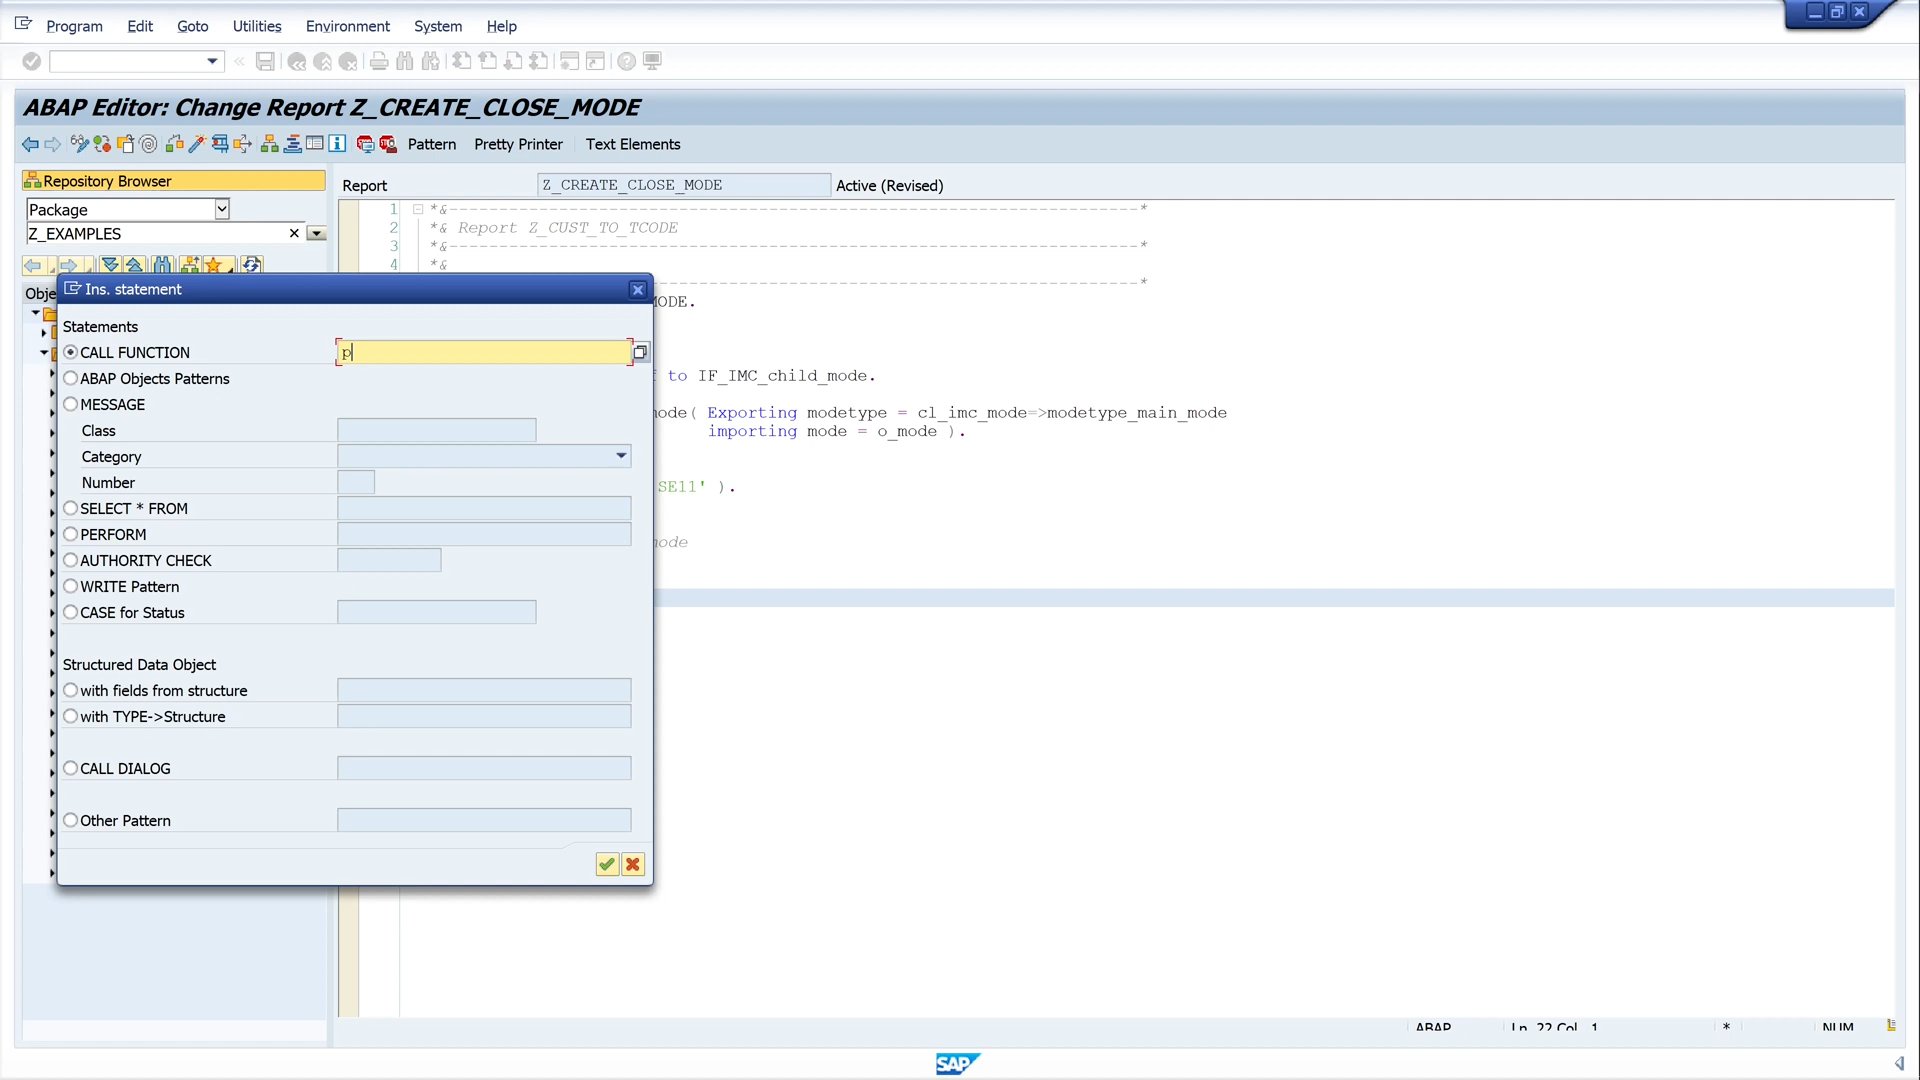 Program Edit Goto Utilities Environment System Help
ABAP Editor: Change Report Z_CREATE_CLOSE_MODE
Pattern Pretty Printer Text Elements
Repository Browser
Package
Z_EXAMPLES
Report Z_CREATE_CLOSE_MODE Active (Revised)
1 *&---------------------------------------------------------------------*
2 *& Report Z_CUST_TO_TCODE
3 *&---------------------------------------------------------------------*
4 *&
Obje
Ins. statement
Statements
CALL FUNCTION p
ABAP Objects Patterns
MESSAGE
Class
Category
Number
SELECT * FROM
PERFORM
AUTHORITY CHECK
WRITE Pattern
CASE for Status
Structured Data Object
with fields from structure
with TYPE->Structure
CALL DIALOG
Other Pattern
-----------------------------------------------------*
MODE.
f to IF_IMC_child_mode.
mode( Exporting modetype = cl_imc_mode=>modetype_main_mode
importing mode = o_mode ).
SE11' ).
mode
ABAP Ln 22 Col 1 * NUM
SAP